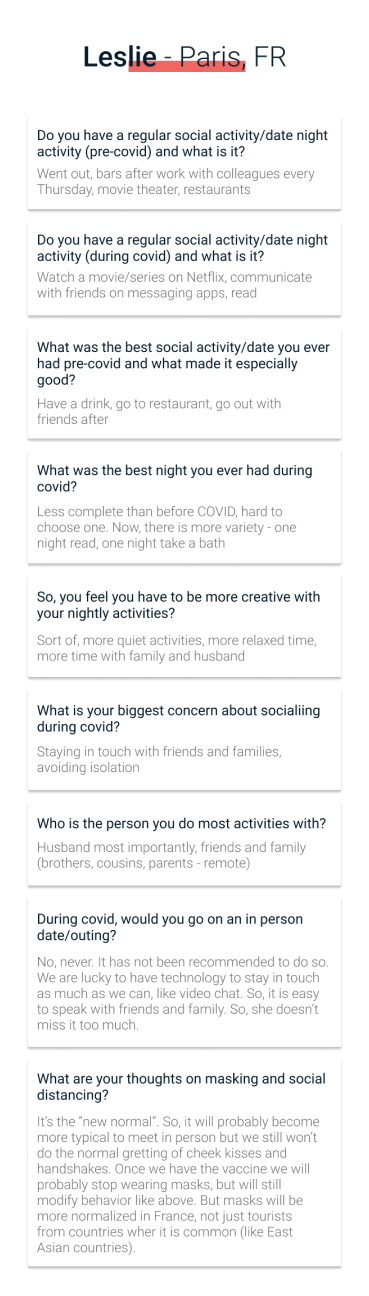 Leslie - Paris, FR
Do you have a regular social activity/date night
activity (pre-covid) and what is it?
Went out, bars after work with colleagues every
Thursday, movie theater, restaurants
Do you have a regular social activity/date night
activity (during covid) and what is it?
Watch a movie/series on Netflix, communicate
with friends on messaging apps, read
What was the best social activity/date you ever
had pre-covid and what made it especially
good?
Have a drink, go to restaurant, go out with
friends after
What was the best night you ever had during
covid?
Less complete than before COVID, hard to
choose one. Now, there is more variety - one
night read, one night take a bath
So, you feel you have to be more creative with
your nightly activities?
Sort of, more quiet activities, more relaxed time,
more time with family and husband
What is your biggest concern about socialiing
during covid?
Staying in touch with friends and families,
avoiding isolation
Who is the person you do most activities with?
Husband most importantly, friends and family
(brothers, cousins, parents - remote)
During covid, would you go on an in person
date/outing?
No, never. It has not been recommended to do so.
We are lucky to have technology to stay in touch
as much as we can, like video chat. So, it is easy
to speak with friends and family. So, she doesn't
miss it too much.
What are your thoughts on masking and social
distancing?
It's the “new normal”. So, it will probably become
more typical to meet in person but we still won't
do the normal gretting of cheek kisses and
handshakes. Once we have the vaccine we will
probably stop wearing masks, but will still
modify behavior like above. But masks will be
more normalized in France, not just tourists
from countries wher it is common (like East
Asian countries).